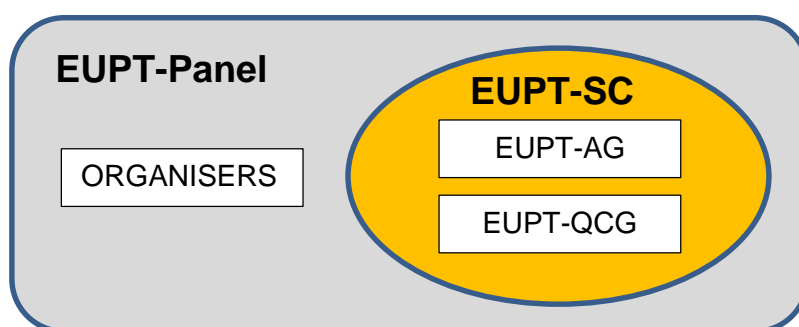 EUPT-Panel
ORGANISERS
EUPT-SC
EUPT-AG
EUPT-QCG